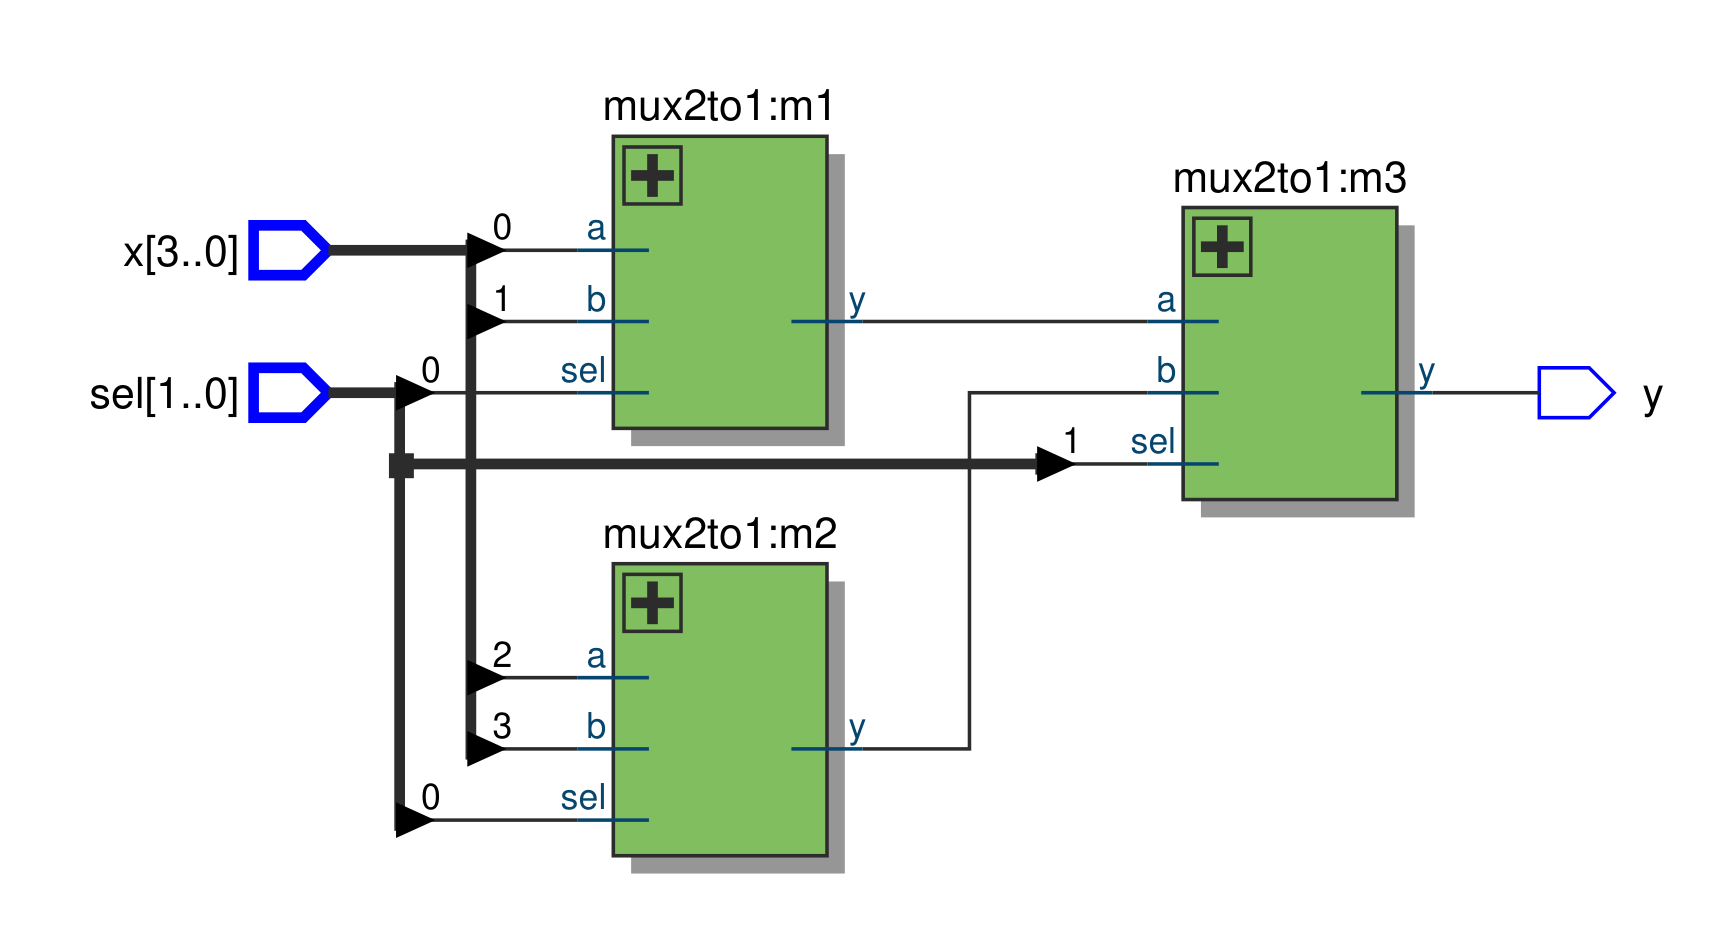 mux2to1:m1
x[3..0]
0
a
1
b
y
sel[1..0]
0
sel
mux2to1:m3
a
b
1
sel
y
y
mux2to1:m2
2
a
3
b
y
0
sel